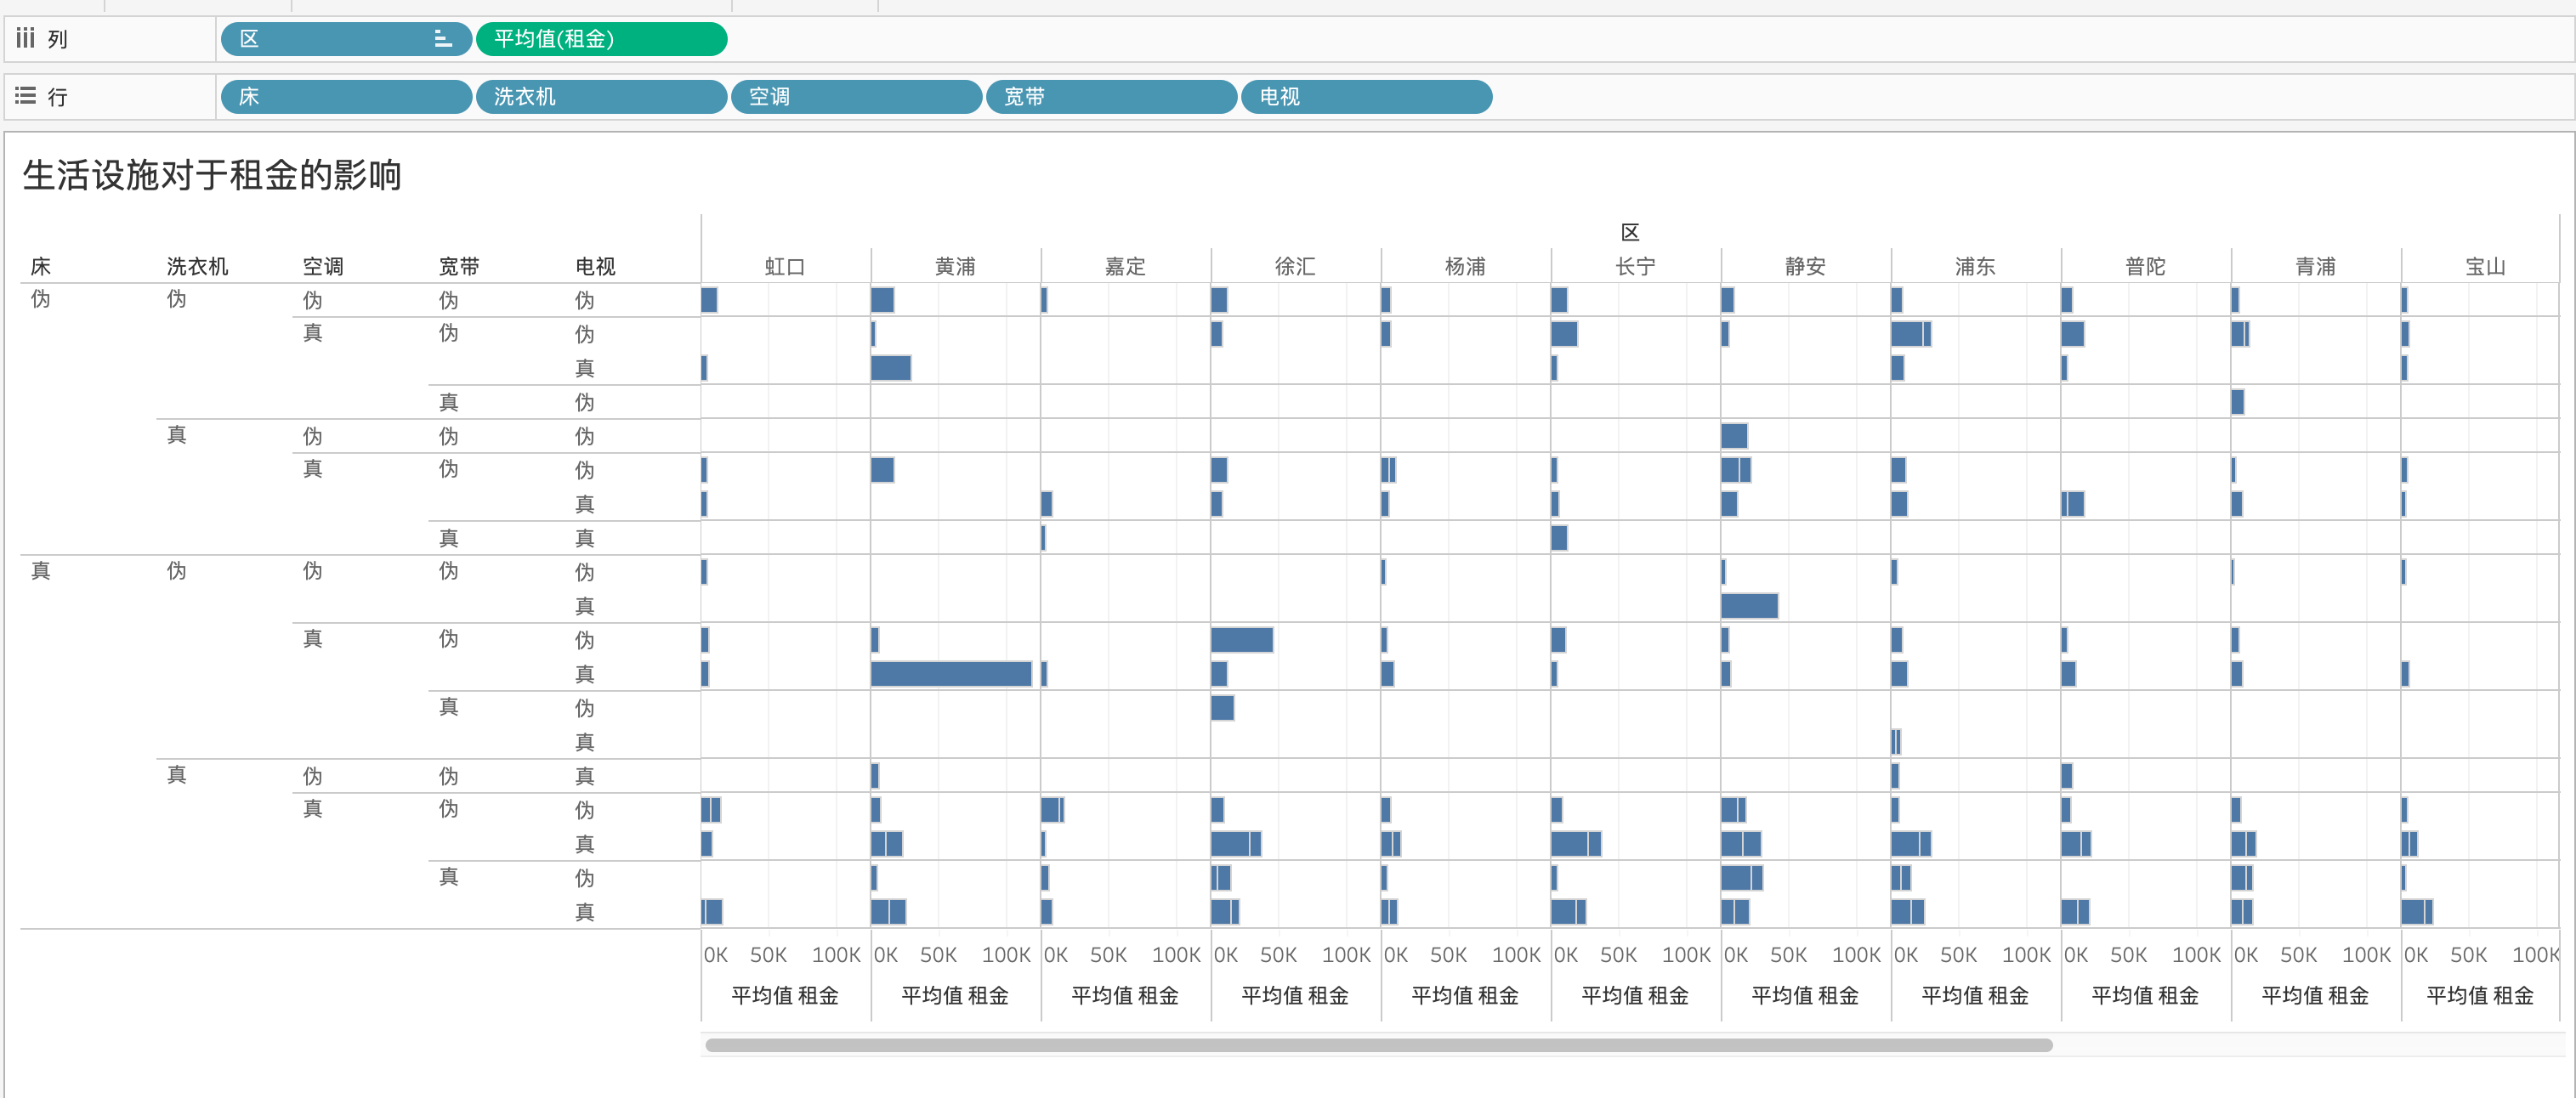 列 区 平均值(租金)
行 床 洗衣机 空调 宽带 电视
生活设施对于租金的影响
区
床 洗衣机 空调 宽带 电视 虹口 黄浦 嘉定 徐汇 杨浦 长宁 静安 浦东 普陀 青浦 宝山
伪 伪 伪 伪 伪
真 伪 伪
真
真 伪
真 伪 伪 伪
真 伪 伪
真
真 真
真 伪 伪 伪 伪
真
真 伪 伪
真
真 伪
真
真 伪 伪 真
真 伪 伪
真
真 伪
真
0K 50K 100K 0K 50K 100K 0K 50K 100K 0K 50K 100K 0K 50K 100K 0K 50K 100K 0K 50K 100K 0K 50K 100K 0K 50K 100K 0K 50K 100K 0K 50K 100K
平均值 租金 平均值 租金 平均值 租金 平均值 租金 平均值 租金 平均值 租金 平均值 租金 平均值 租金 平均值 租金 平均值 租金 平均值 租金